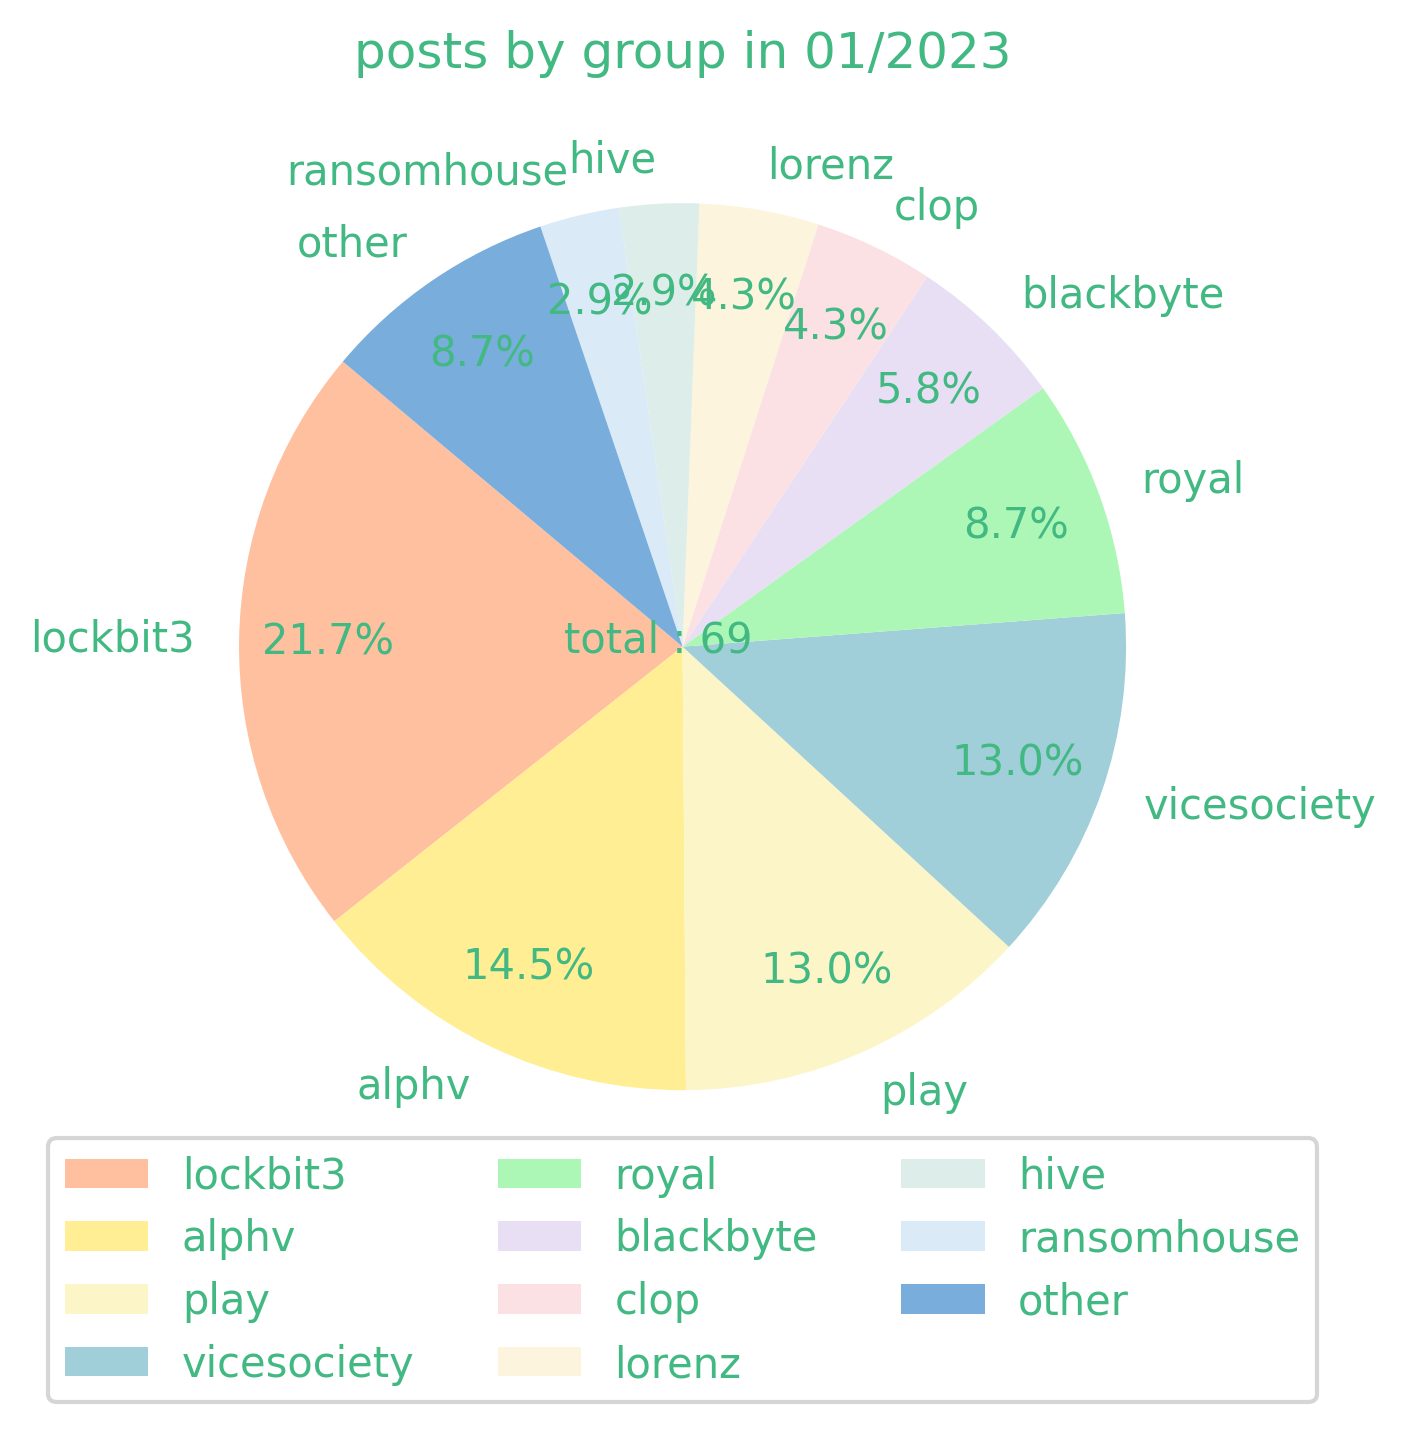 posts by group in 01/2023
hive
lorenz
ransomhouse
clop
other
blackbyte
2.9%
4.3%
2.9%
4.3%
8.7%
5.8%
royal
8.7%
lockbit3
21.7%
total : 69
13.0%
vicesociety
14.5%
13.0%
alphv
play
lockbit3
royal
hive
alphv
blackbyte
ransomhouse
play
clop
other
vicesociety
lorenz